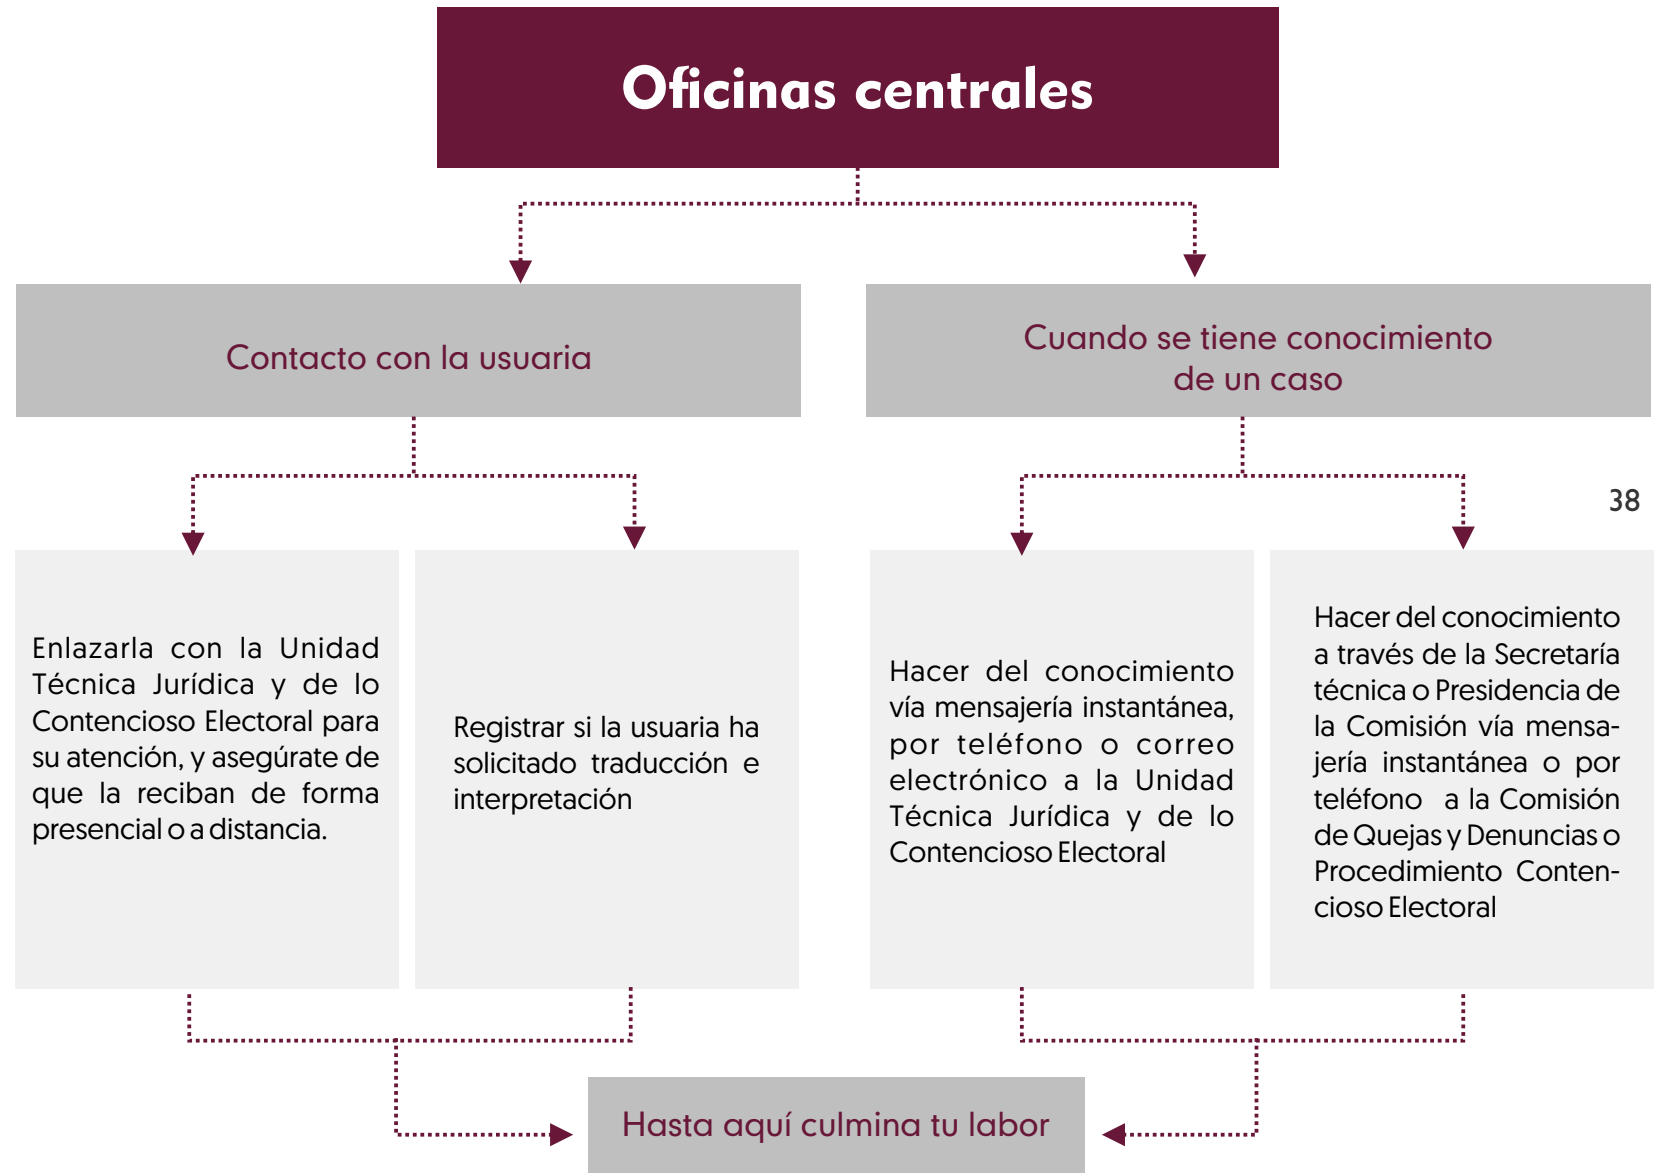 Oficinas centrales
Contacto con la usuaria
Cuando se tiene conocimiento
de un caso
38
Enlazarla con la Unidad
Técnica Jurídica y de lo
Contencioso Electoral para
su atención, y asegúrate de
que la reciban de forma
presencial o a distancia.
Registrar si la usuaria ha
solicitado traducción e
interpretación
Hacer del conocimiento
vía mensajería instantánea,
por teléfono o correo
electrónico a la Unidad
Técnica Jurídica y de lo
Contencioso Electoral
Hacer del conocimiento
a través de la Secretaría
técnica o Presidencia de
la Comisión vía mensa-
jería instantánea o por
teléfono a la Comisión
de Quejas y Denuncias o
Procedimiento Conten-
cioso Electoral
Hasta aquí culmina tu labor